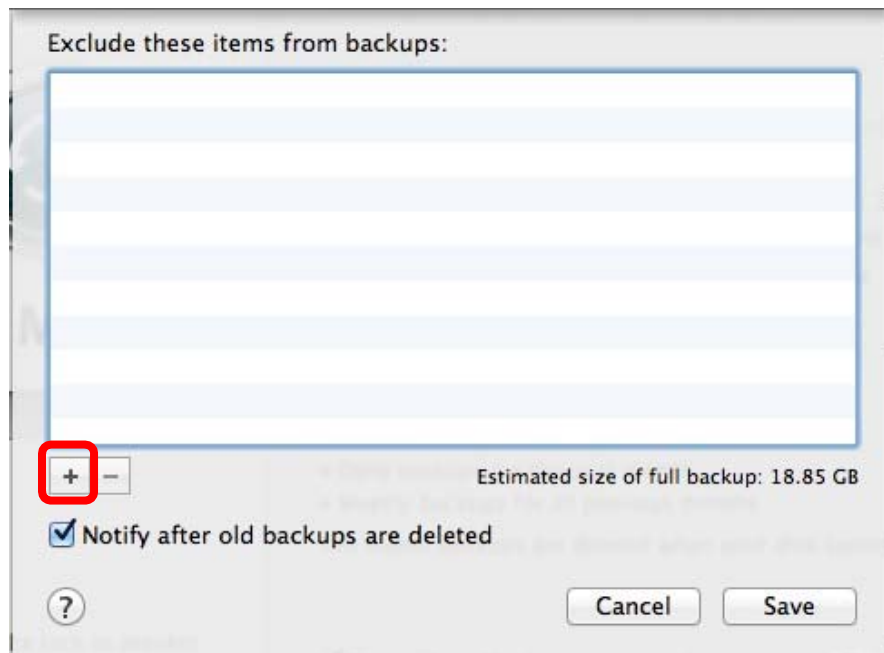 Exclude these items from backups:
+ -
Estimated size of full backup: 18.85 GB
Notify after old backups are deleted
? Cancel Save